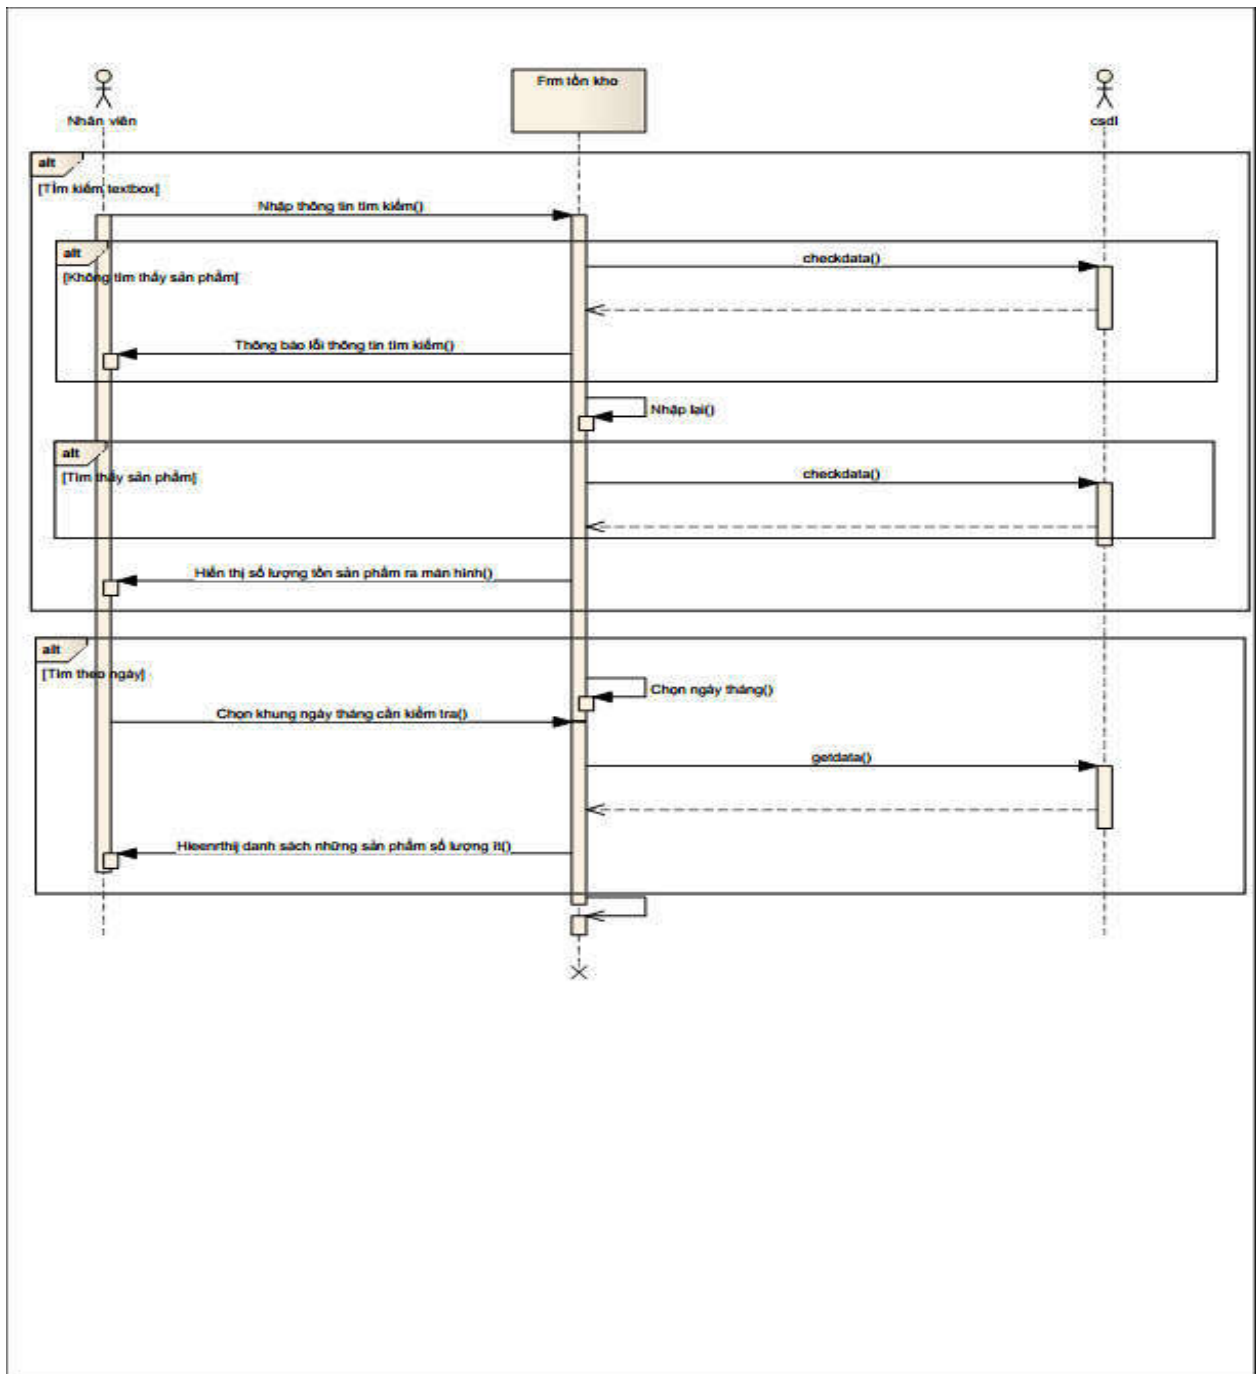 Nhân viên
Frm tồn kho
csdl
alt
[Tìm kiếm textbox]
Nhập thông tin tìm kiếm()
alt
[Không tìm thấy sản phẩm]
checkdata()
Thông báo lỗi thông tin tìm kiếm()
Nhập lại()
alt
[Tìm thấy sản phẩm]
checkdata()
Hiển thị số lượng tồn sản phẩm ra màn hình()
alt
[Tìm theo ngày]
Chọn ngày tháng()
Chọn khung ngày tháng cần kiểm tra()
getdata()
Hieenrthij danh sách những sản phẩm số lượng ít()